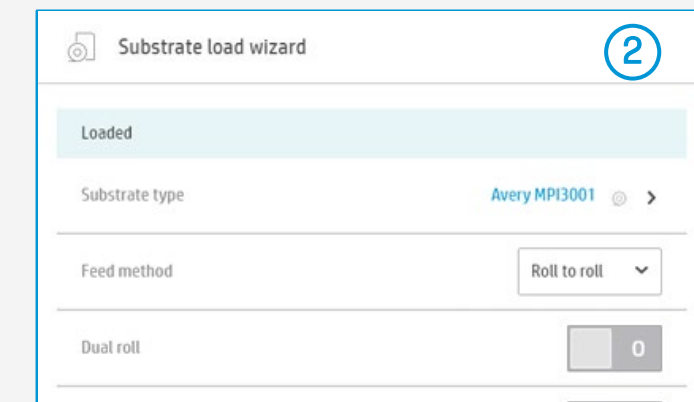 Substrate load wizard
2
Loaded
Substrate type Avery MPI3001
Feed method Roll to roll
Dual roll 0